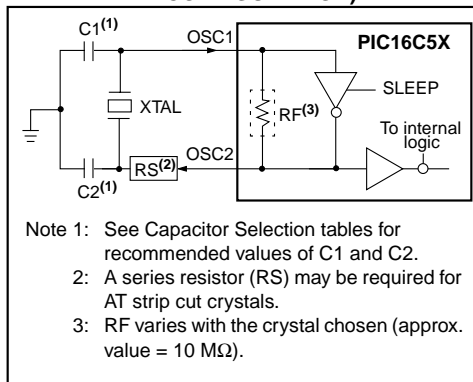 C1(1)
OSC1
PIC16C5X
SLEEP
XTAL
RF(3)
To internal
logic
OSC2
RS(2)
C2(1)
Note 1: See Capacitor Selection tables for
recommended values of C1 and C2.
2: A series resistor (RS) may be required for
AT strip cut crystals.
3: RF varies with the crystal chosen (approx.
value = 10 MΩ).